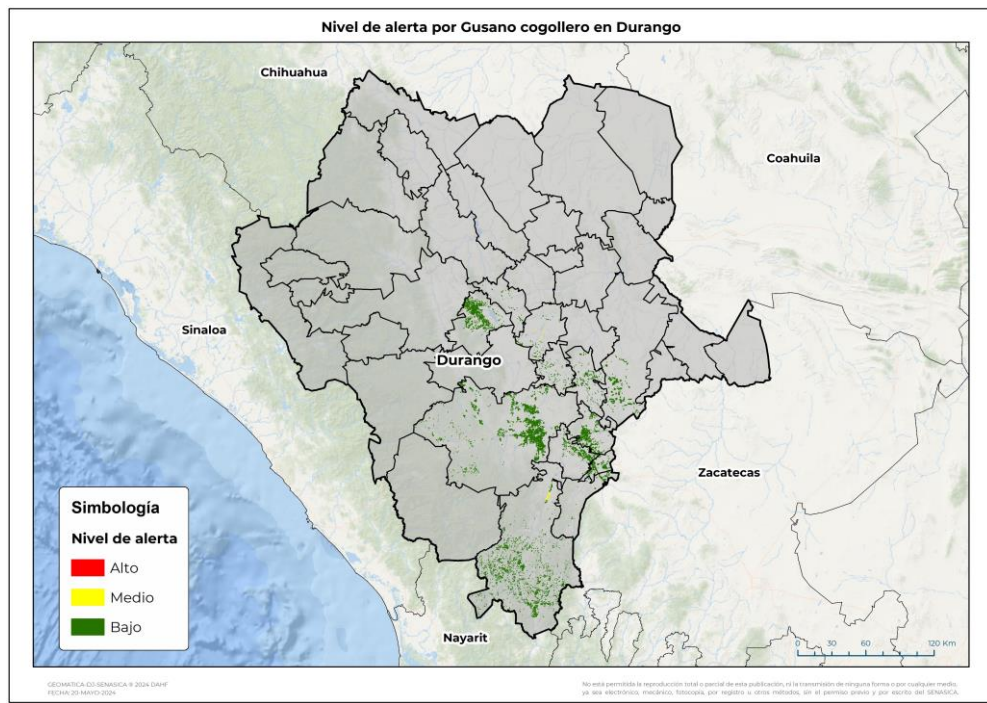 Nivel de alerta por Gusano cogollero en Durango
Chihuahua
Coahuila
Sinaloa
Durango
Zacatecas
Nayarit
Simbología
Nivel de alerta
Alto
Medio
Bajo
0 30 60 120 Km
GEOMÁTICA-CG-SENASICA ® 2024 DAHF
FECHA: 20-MAYO-2024
No está permitida la reproducción total o parcial de esta publicación, ni la transmisión de ninguna forma o por cualquier medio,
ya sea electrónico, mecánico, fotocopia, por registro u otros métodos, sin el permiso previo y por escrito del SENASICA.